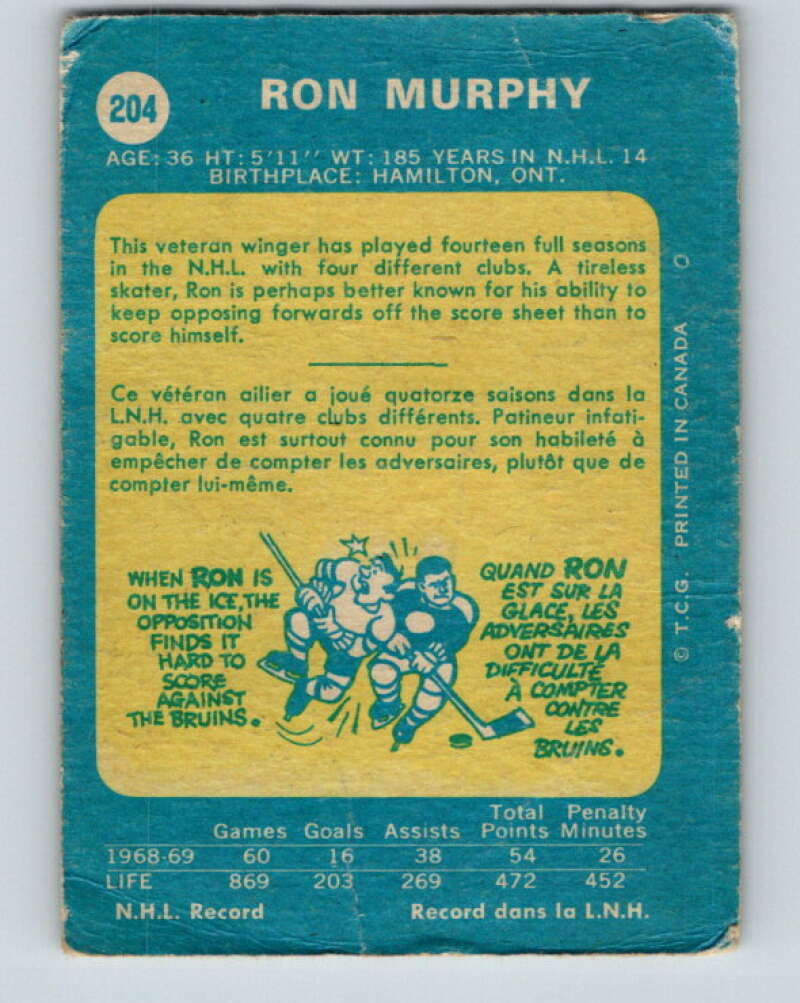 204
RON MURPHY
AGE: 36 HT: 5'11'' WT: 185 YEARS IN N.H.L. 14
BIRTHPLACE: HAMILTON, ONT.
This veteran winger has played fourteen full seasons
in the N.H.L. with four different clubs. A tireless
skater, Ron is perhaps better known for his ability to
keep opposing forwards off the score sheet than to
score himself.
Ce vétéran ailier a joué quatorze saisons dans la
L.N.H. avec quatre clubs différents. Patineur infati-
gable, Ron est surtout connu pour son habileté à
empêcher de compter les adversaires, plutôt que de
compter lui-même.
WHEN RON IS
ON THE ICE, THE
OPPOSITION
FINDS IT
HARD TO
SCORE
AGAINST
THE BRUINS.
QUAND RON
EST SUR LA
GLACE, LES
ADVERSAIRES
ONT DE LA
DIFFICULTÉ
À COMPTER
CONTRE
LES
BRUINS.
© T.C.G. PRINTED IN CANADA
Games Goals Assists Total Points Penalty Minutes
1968-69 60 16 38 54 26
LIFE 869 203 269 472 452
N.H.L. Record Record dans la L.N.H.